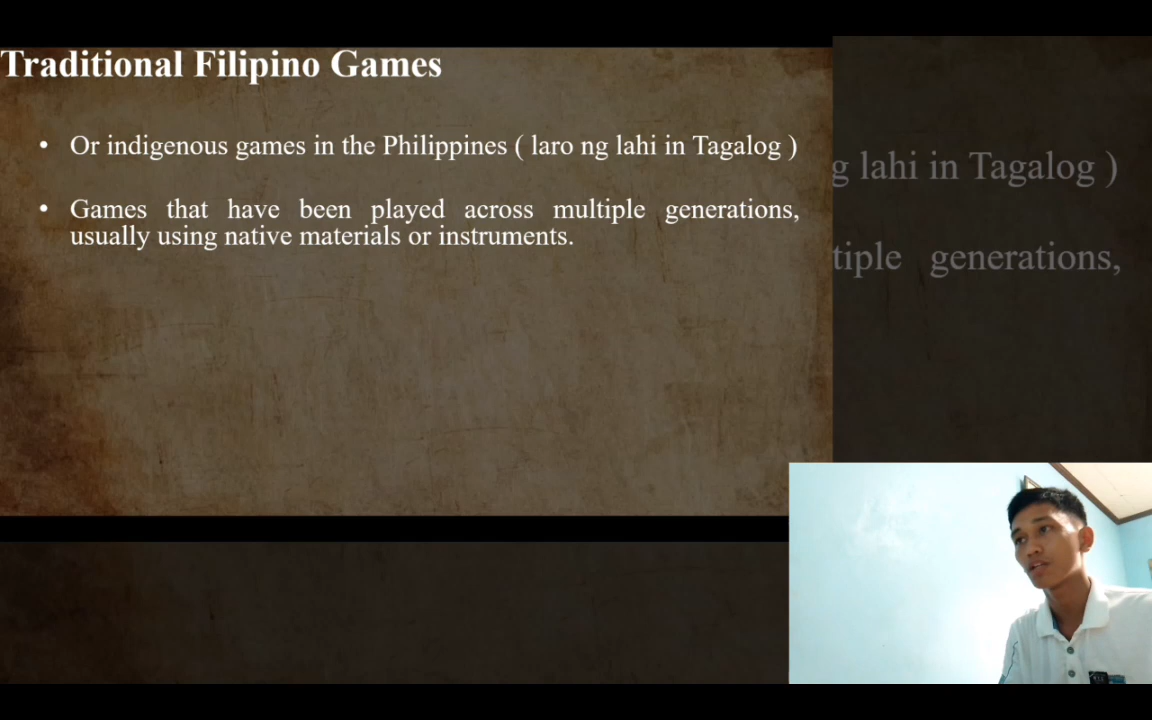 Traditional Filipino Games
• Or indigenous games in the Philippines ( laro ng lahi in Tagalog )
• Games that have been played across multiple generations,
usually using native materials or instruments.
g lahi in Tagalog )
tiple generations,